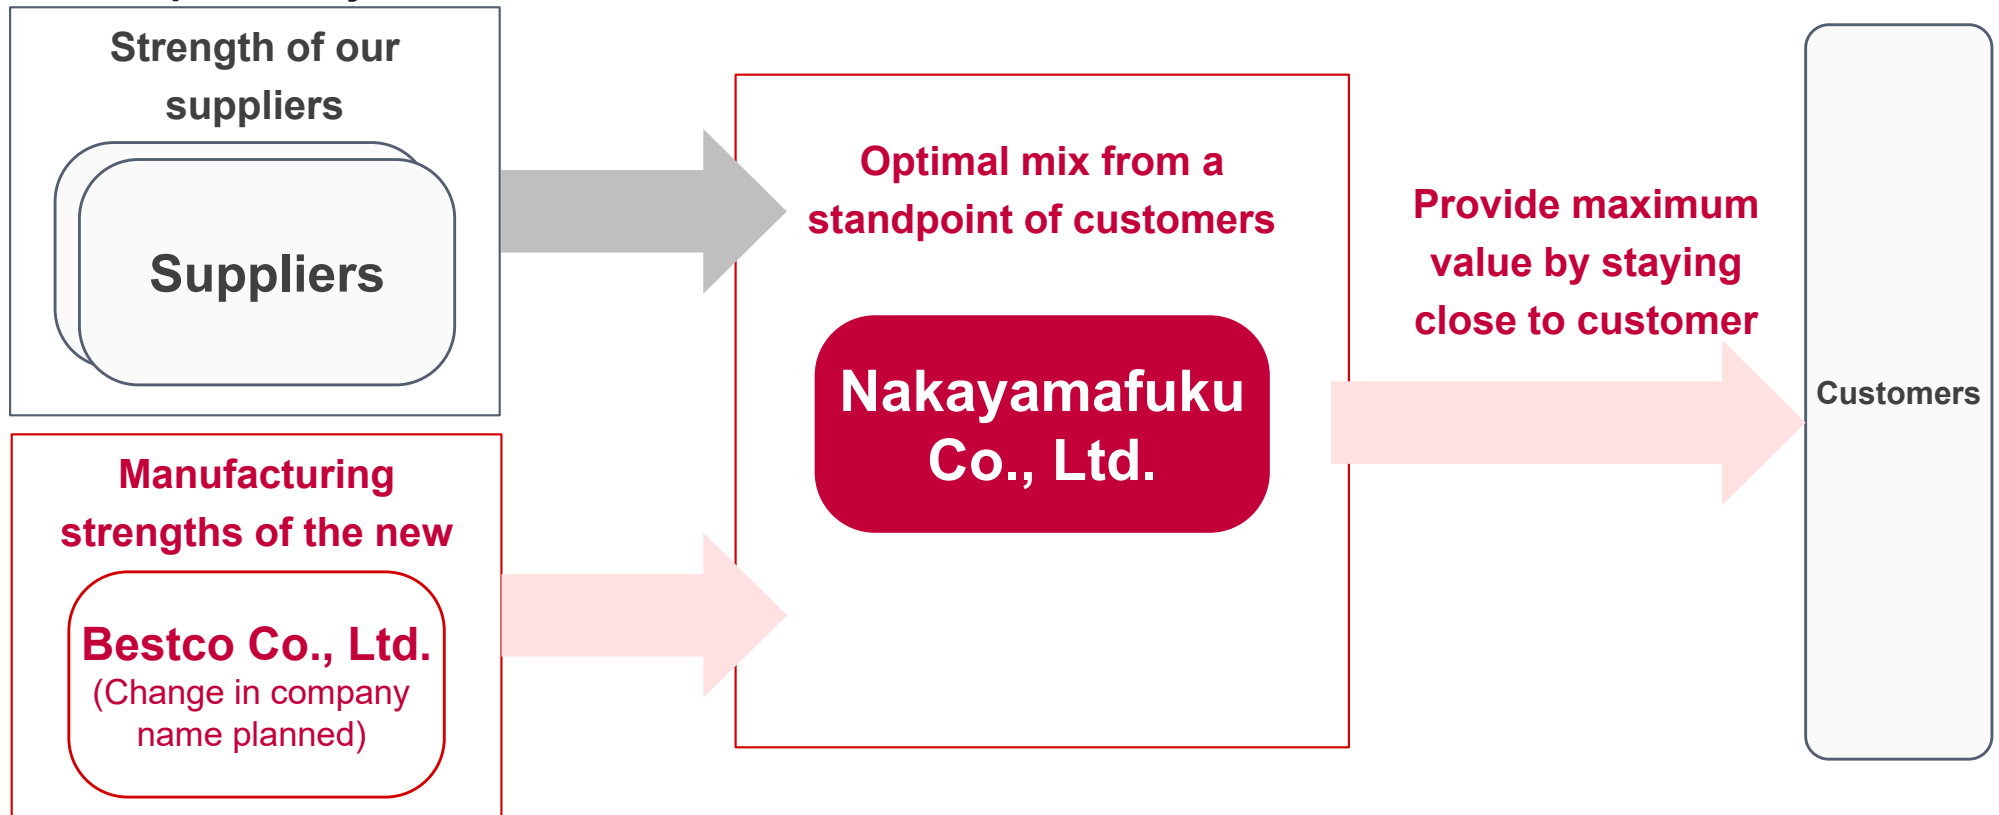 Strength of our
suppliers
Suppliers
Manufacturing
strengths of the new
Bestco Co., Ltd.
(Change in company
name planned)
Optimal mix from a
standpoint of customers
Nakayamafuku
Co., Ltd.
Provide maximum
value by staying
close to customer
Customers